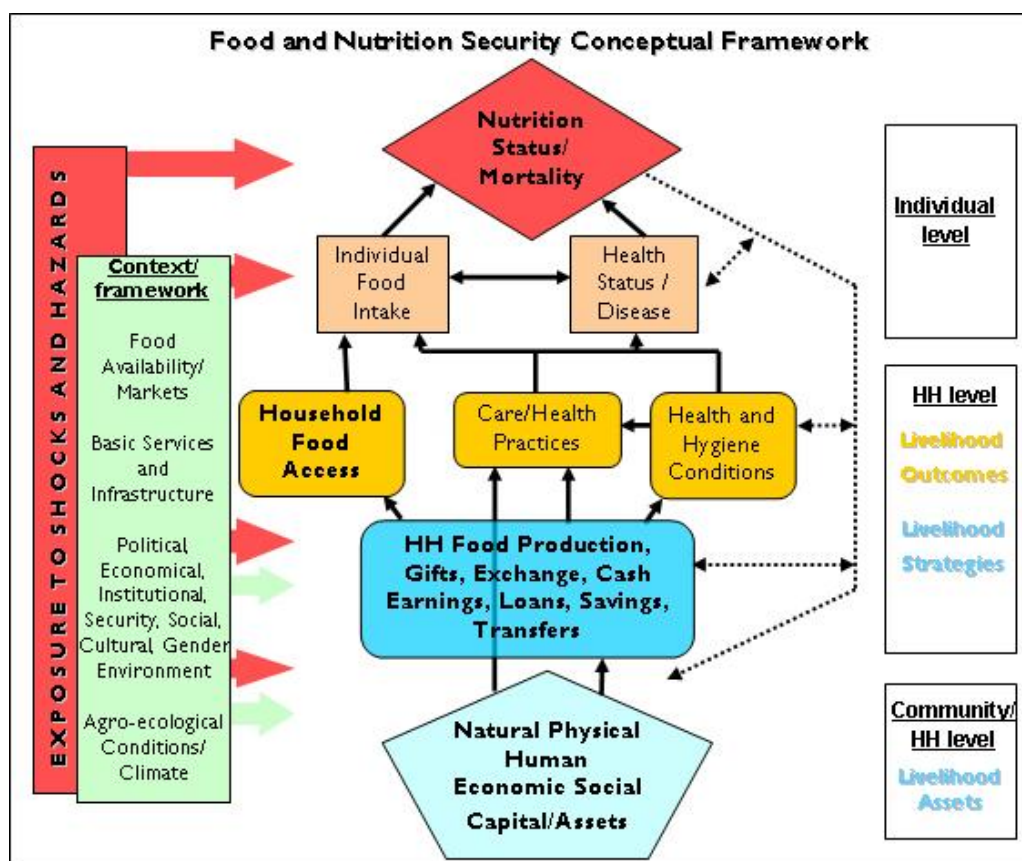 Food and Nutrition Security Conceptual Framework
EXPOSURE TO SHOCKS AND HAZARDS
Context/
framework
Food
Availability/
Markets
Basic Services
and
Infrastructure
Political,
Economical,
Institutional,
Security, Social,
Cultural, Gender
Environment
Agro-ecological
Conditions/
Climate
Nutrition
Status/
Mortality
Individual
Food
Intake
Health
Status /
Disease
Household
Food
Access
Care/Health
Practices
Health and
Hygiene
Conditions
HH Food Production,
Gifts, Exchange, Cash
Earnings, Loans, Savings,
Transfers
Natural Physical
Human
Economic Social
Capital/Assets
Individual
level
HH level
Livelihood
Outcomes
Livelihood
Strategies
Community/
HH level
Livelihood
Assets